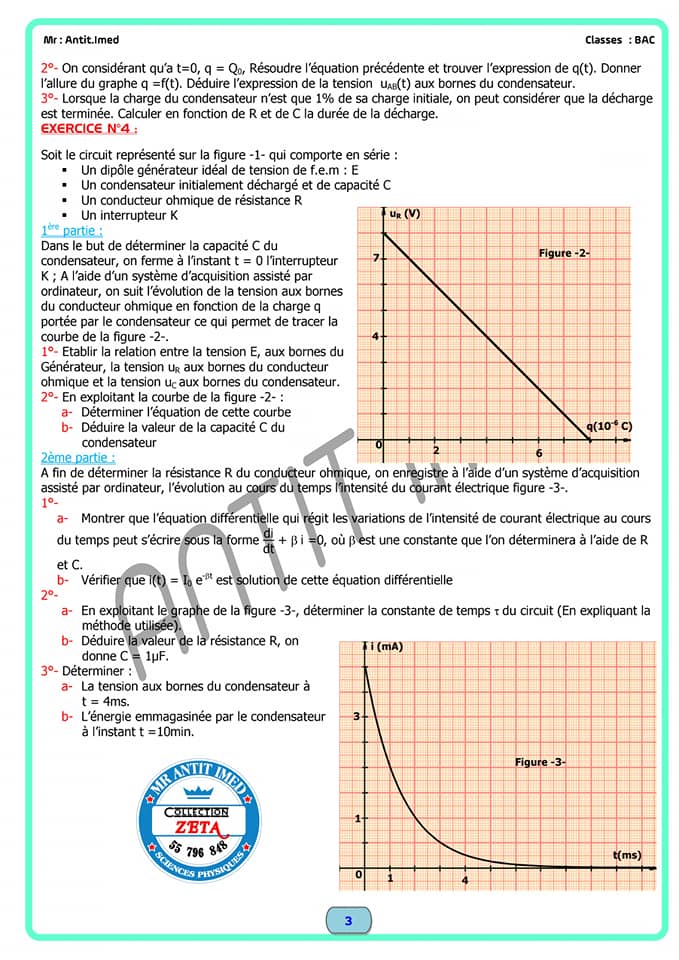 Mr : Antit.Imed
Classes : BAC
2°- On considérant qu'a t=0, q = Q₀, Résoudre l'équation précédente et trouver l'expression de q(t). Donner
l'allure du graphe q =f(t). Déduire l'expression de la tension uAB(t) aux bornes du condensateur.
3°- Lorsque la charge du condensateur n'est que 1% de sa charge initiale, on peut considérer que la décharge
est terminée. Calculer en fonction de R et de C la durée de la décharge.
EXERCICE N°4 :
Soit le circuit représenté sur la figure -1- qui comporte en série :
▪ Un dipôle générateur idéal de tension de f.e.m : E
▪ Un condensateur initialement déchargé et de capacité C
▪ Un conducteur ohmique de résistance R
▪ Un interrupteur K
1ère partie :
Dans le but de déterminer la capacité C du
condensateur, on ferme à l'instant t = 0 l'interrupteur
K ; A l'aide d'un système d'acquisition assisté par
ordinateur, on suit l'évolution de la tension aux bornes
du conducteur ohmique en fonction de la charge q
portée par le condensateur ce qui permet de tracer la
courbe de la figure -2-.
1°- Etablir la relation entre la tension E, aux bornes du
Générateur, la tension uR aux bornes du conducteur
ohmique et la tension uC aux bornes du condensateur.
2°- En exploitant la courbe de la figure -2- :
a- Déterminer l'équation de cette courbe
b- Déduire la valeur de la capacité C du
condensateur
uR (V)
Figure -2-
7
4
q(10⁻⁶ C)
0
2
6
2ème partie :
A fin de déterminer la résistance R du conducteur ohmique, on enregistre à l'aide d'un système d'acquisition
assisté par ordinateur, l'évolution au cours du temps l'intensité du courant électrique figure -3-.
1°-
a- Montrer que l'équation différentielle qui régit les variations de l'intensité de courant électrique au cours
du temps peut s'écrire sous la forme di/dt + β i =0, où β est une constante que l'on déterminera à l'aide de R
et C.
b- Vérifier que i(t) = I₀ e^-βt est solution de cette équation différentielle
2°-
a- En exploitant le graphe de la figure -3-, déterminer la constante de temps τ du circuit (En expliquant la
méthode utilisée).
b- Déduire la valeur de la résistance R, on
donne C = 1µF.
3°- Déterminer :
a- La tension aux bornes du condensateur à
t = 4ms.
b- L'énergie emmagasinée par le condensateur
à l'instant t =10min.
i (mA)
3
Figure -3-
1
t(ms)
0
1
4
MR ANTIT IMED
COLLECTION
ZETA
55 796 848
SCIENCES PHYSIQUES
3